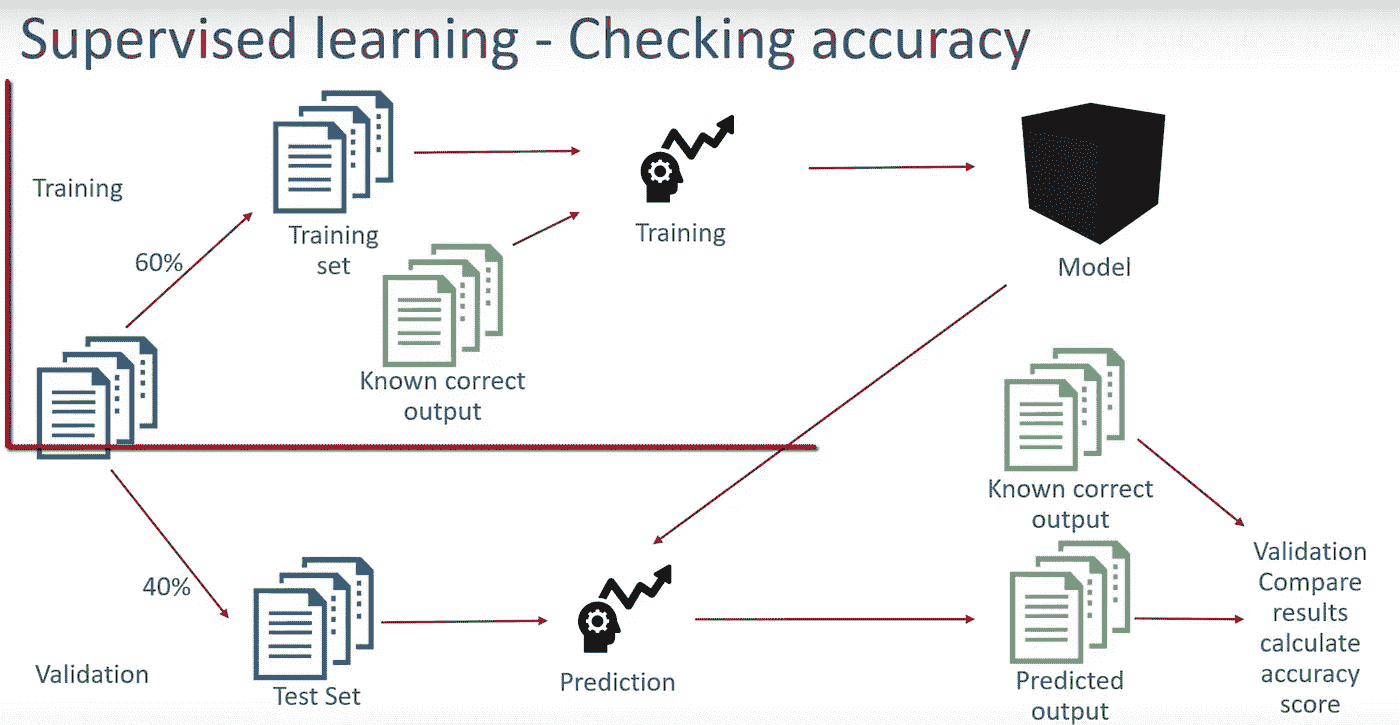 Supervised learning - Checking accuracy
Training
60%
Training
set
Known correct
output
Training
Model
Known correct
output
40%
Validation
Test Set
Prediction
Predicted
output
Validation
Compare
results
calculate
accuracy
score